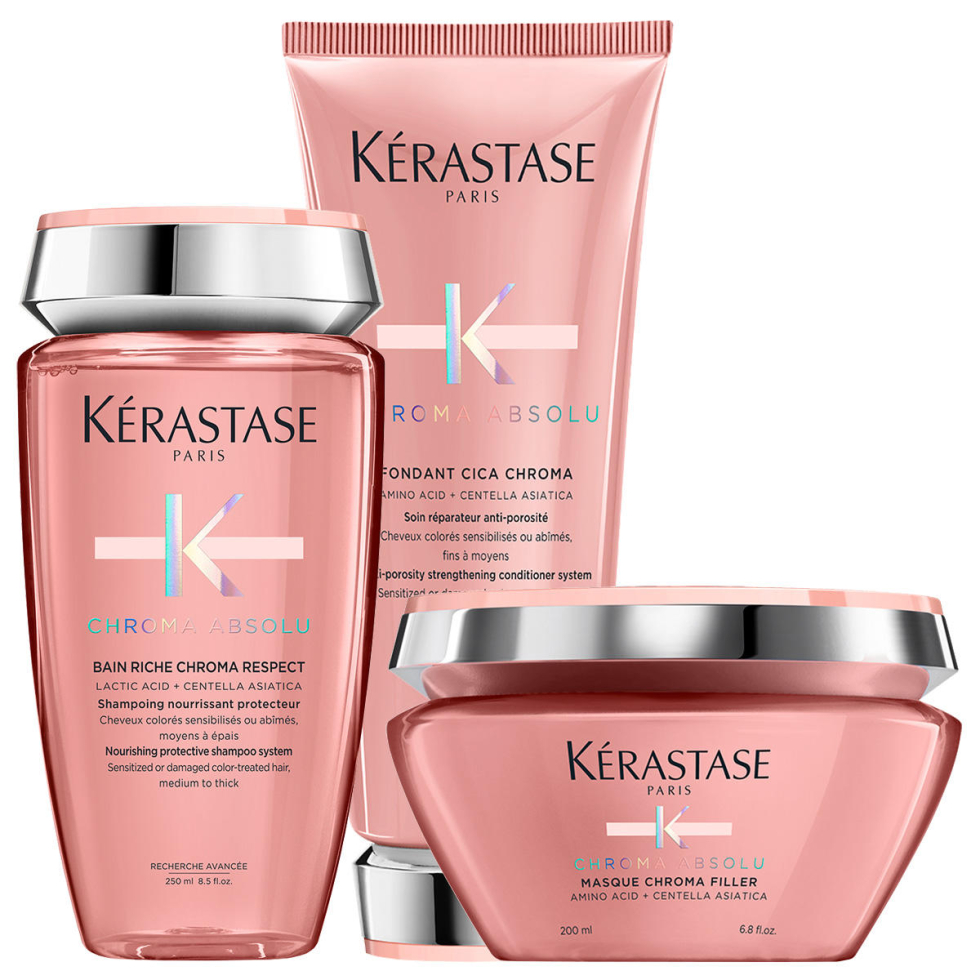 KÉRASTASE
PARIS
K
CHROMA ABSOLU
BAIN RICHE CHROMA RESPECT
LACTIC ACID + CENTELLA ASIATICA
Shampoing nourrissant protecteur
Cheveux colorés sensibilisés ou abîmés,
moyens à épais
Nourishing protective shampoo system
Sensitized or damaged color-treated hair,
medium to thick
RECHERCHE AVANCÉE
250 ml 8.5 fl.oz.
KÉRASTASE
PARIS
K
ROMA ABSOLU
FONDANT CICA CHROMA
AMINO ACID + CENTELLA ASIATICA
Soin réparateur anti-porosité
Cheveux colorés sensibilisés ou abîmés,
fins à moyens
i-porosity strengthening conditioner system
Sensitized or
KÉRASTASE
PARIS
K
CHROMA ABSOLU
MASQUE CHROMA FILLER
AMINO ACID + CENTELLA ASIATICA
200 ml 6.8 fl.oz.